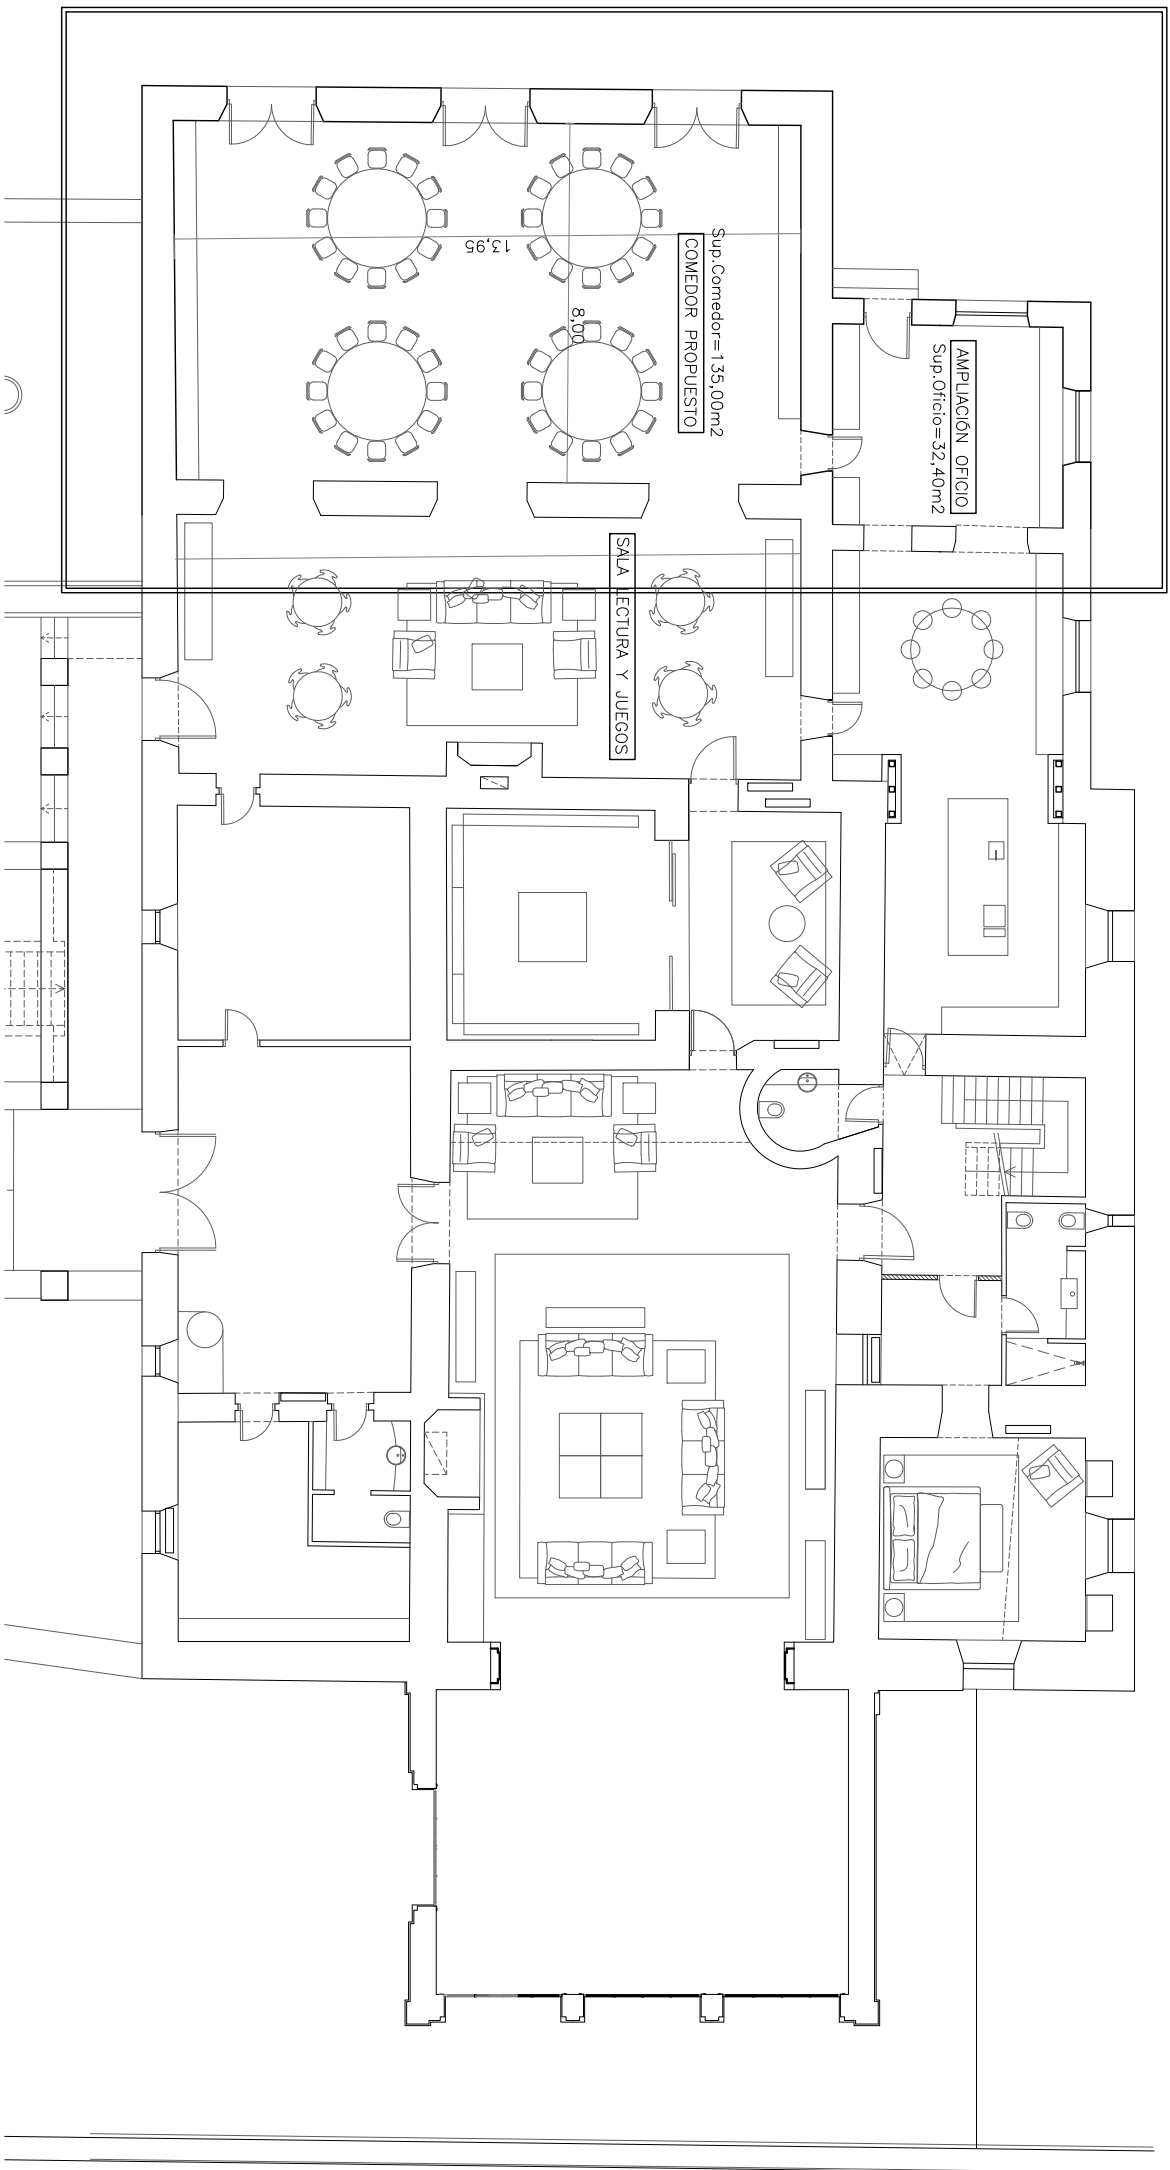 Sup.Comedor=135,00m2
COMEDOR PROPUESTO
13,95
8,00
AMPLIACIÓN OFICIO
Sup.Oficio=32,40m2
SALA LECTURA Y JUEGOS